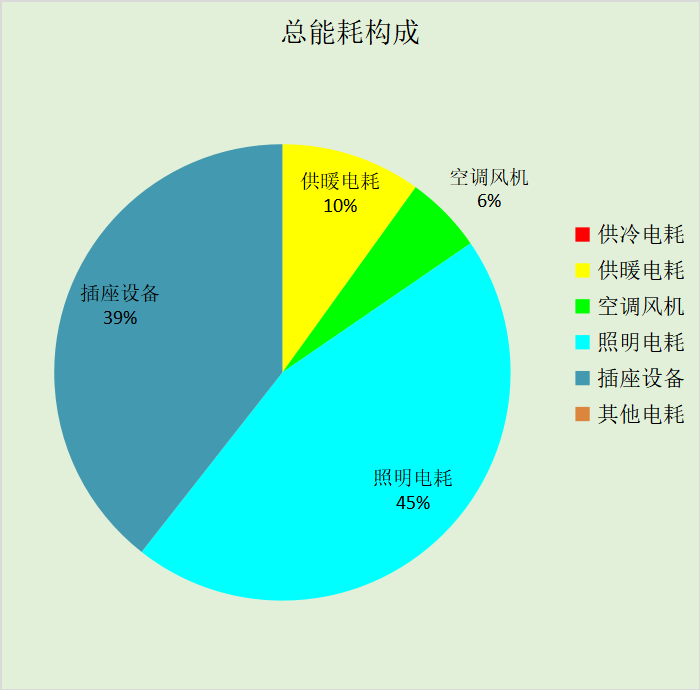 总能耗构成
供暖电耗
10%
空调风机
6%
插座设备
39%
照明电耗
45%
供冷电耗
供暖电耗
空调风机
照明电耗
插座设备
其他电耗